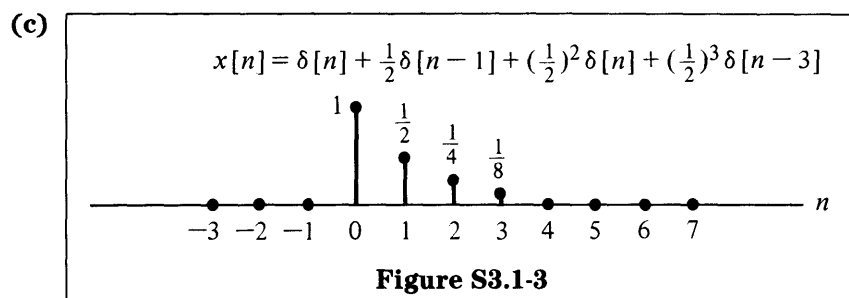 (c)
x[n] = δ[n] + 1/2 δ[n − 1] + (1/2)² δ[n] + (1/2)³ δ[n − 3]
1
1/2
1/4
1/8
n
−3 −2 −1 0 1 2 3 4 5 6 7
Figure S3.1-3